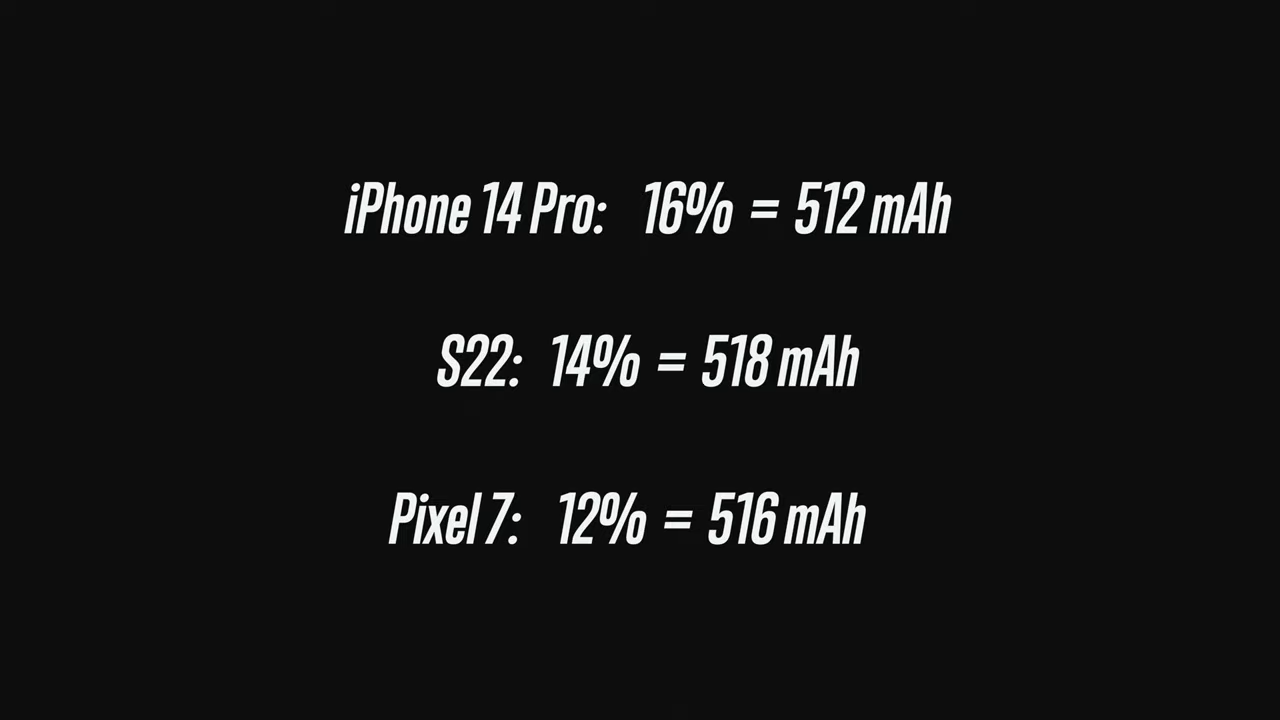 iPhone 14 Pro: 16% = 512 mAh
S22: 14% = 518 mAh
Pixel 7: 12% = 516 mAh